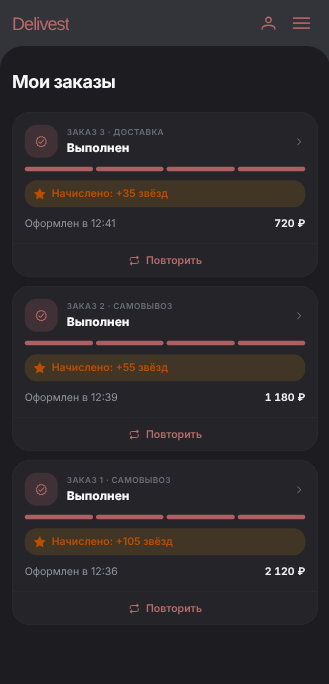 Delivest
Мои заказы
ЗАКАЗ 3 · ДОСТАВКА
Выполнен
Начислено: +35 звёзд
Оформлен в 12:41
720 ₽
Повторить
ЗАКАЗ 2 · САМОВЫВОЗ
Выполнен
Начислено: +55 звёзд
Оформлен в 12:39
1 180 ₽
Повторить
ЗАКАЗ 1 · САМОВЫВОЗ
Выполнен
Начислено: +105 звёзд
Оформлен в 12:36
2 120 ₽
Повторить